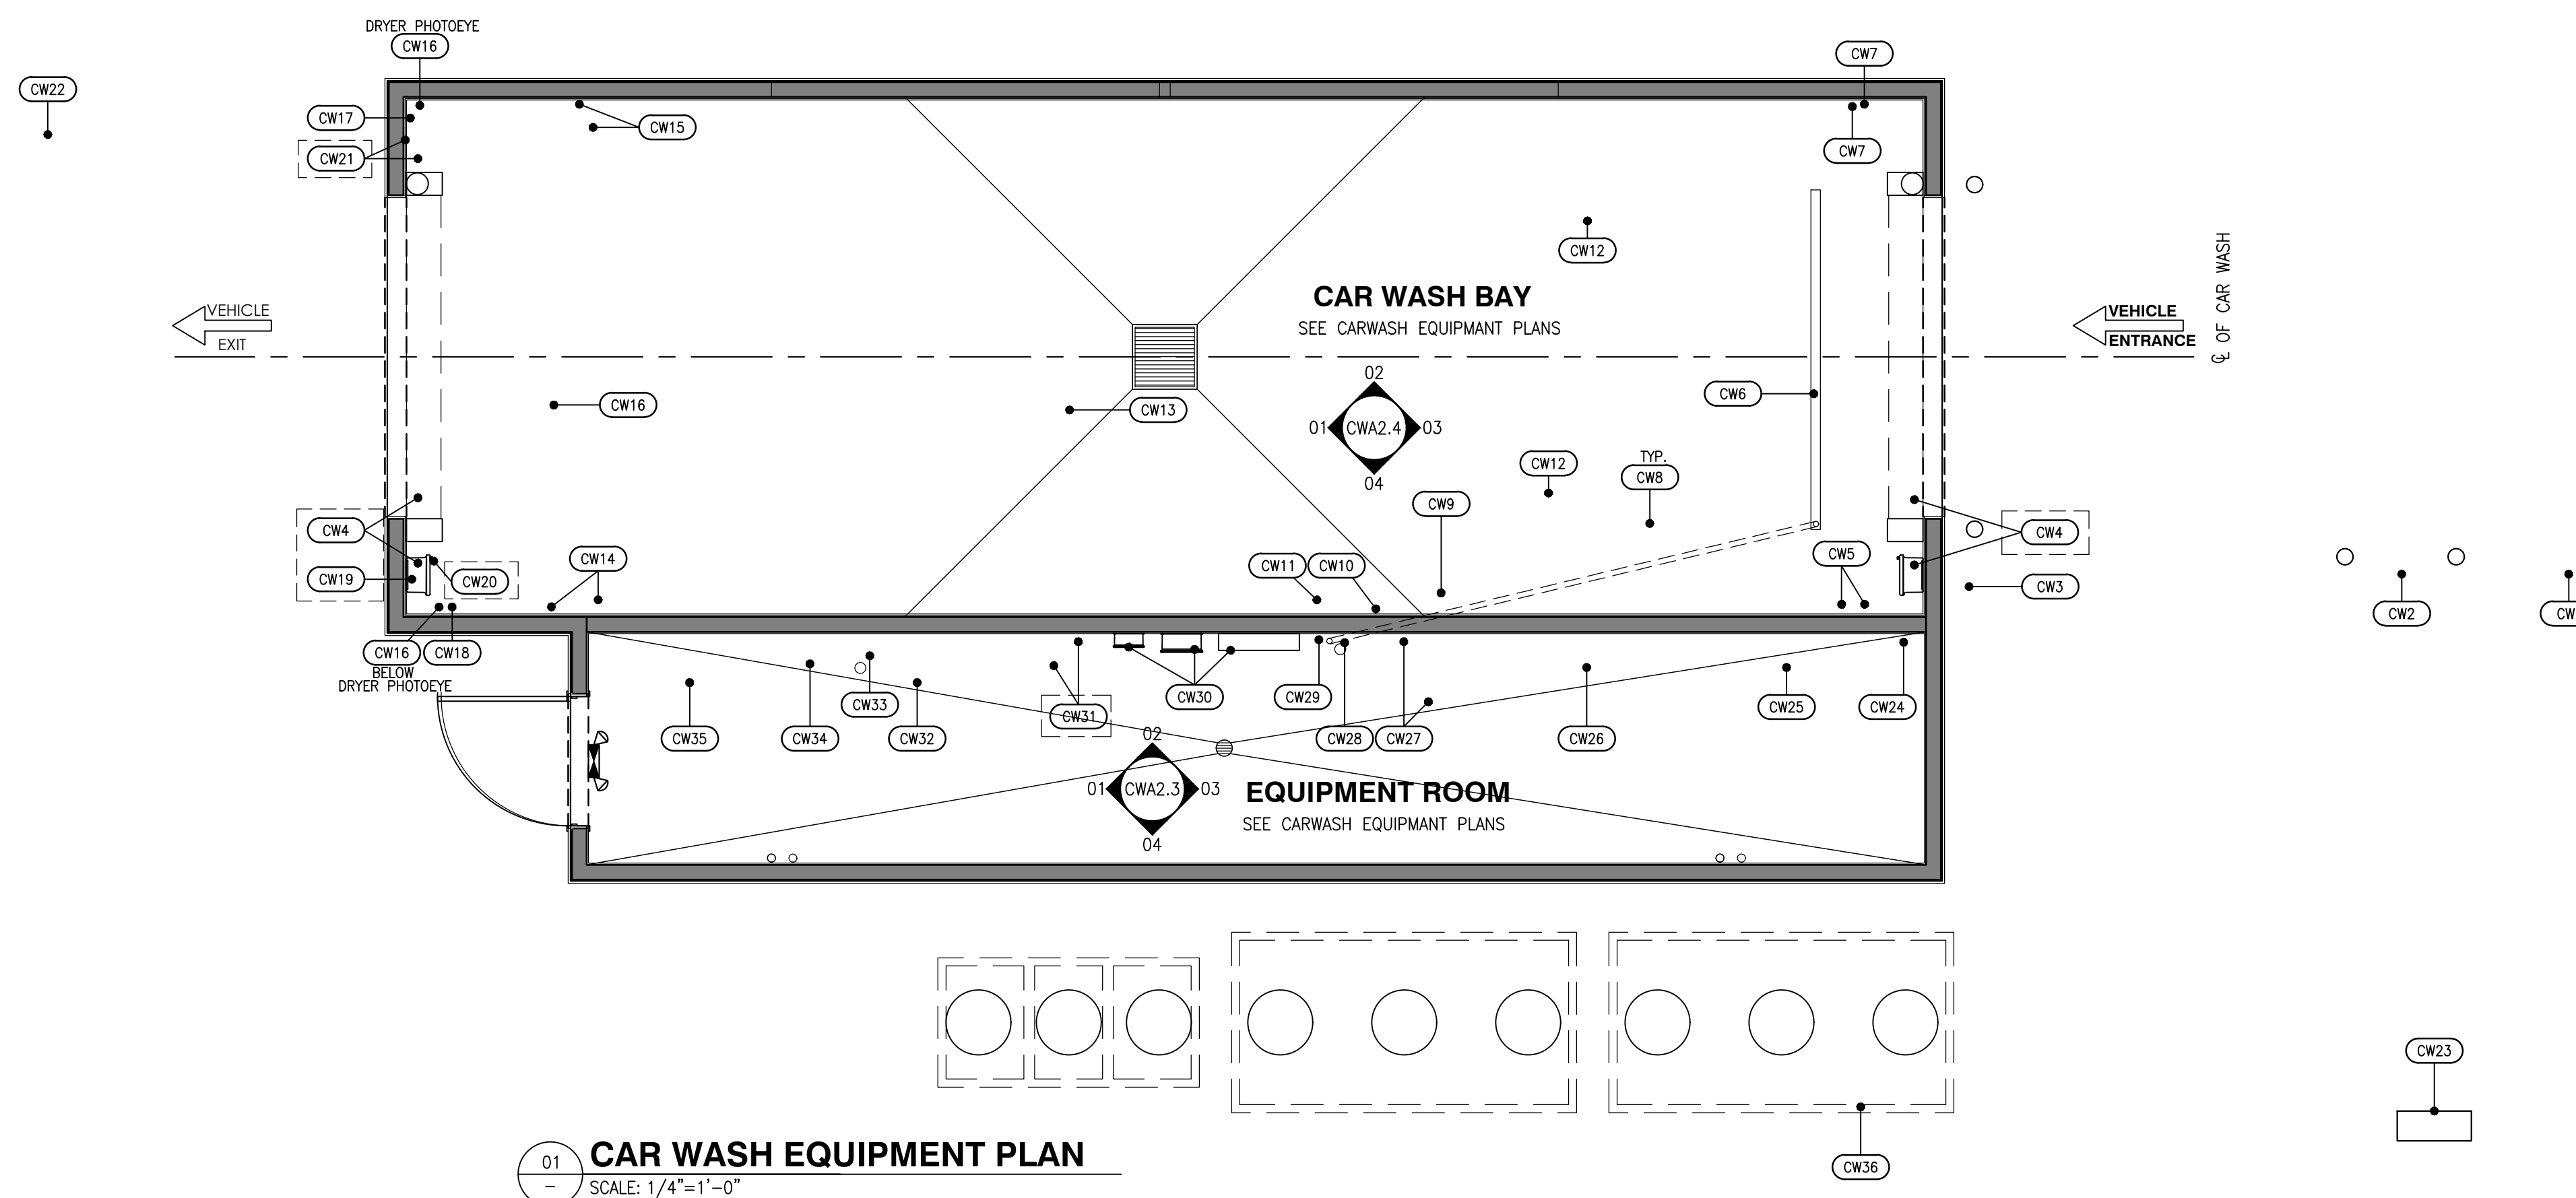 DRYER PHOTOEYE
CW16
CW7
CW22
CW17
CW15
CW21
CW7
CW12
CAR WASH BAY
SEE CARWASH EQUIPMANT PLANS
VEHICLE
EXIT
VEHICLE
ENTRANCE
℄ OF CAR WASH
CW16
CW13
CW6
02
01
CWA2.4
03
04
CW12
TYP.
CW8
CW9
CW4
CW4
CW14
CW11
CW10
CW5
CW19
CW20
CW3
CW2
CW
CW16
BELOW
DRYER PHOTOEYE
CW18
CW33
CW31
CW30
CW29
CW25
CW24
CW35
CW34
CW32
CW28
CW27
CW26
02
01
CWA2.3
03
04
EQUIPMENT ROOM
SEE CARWASH EQUIPMANT PLANS
CW23
CW36
01
–
CAR WASH EQUIPMENT PLAN
SCALE: 1/4"=1'-0"